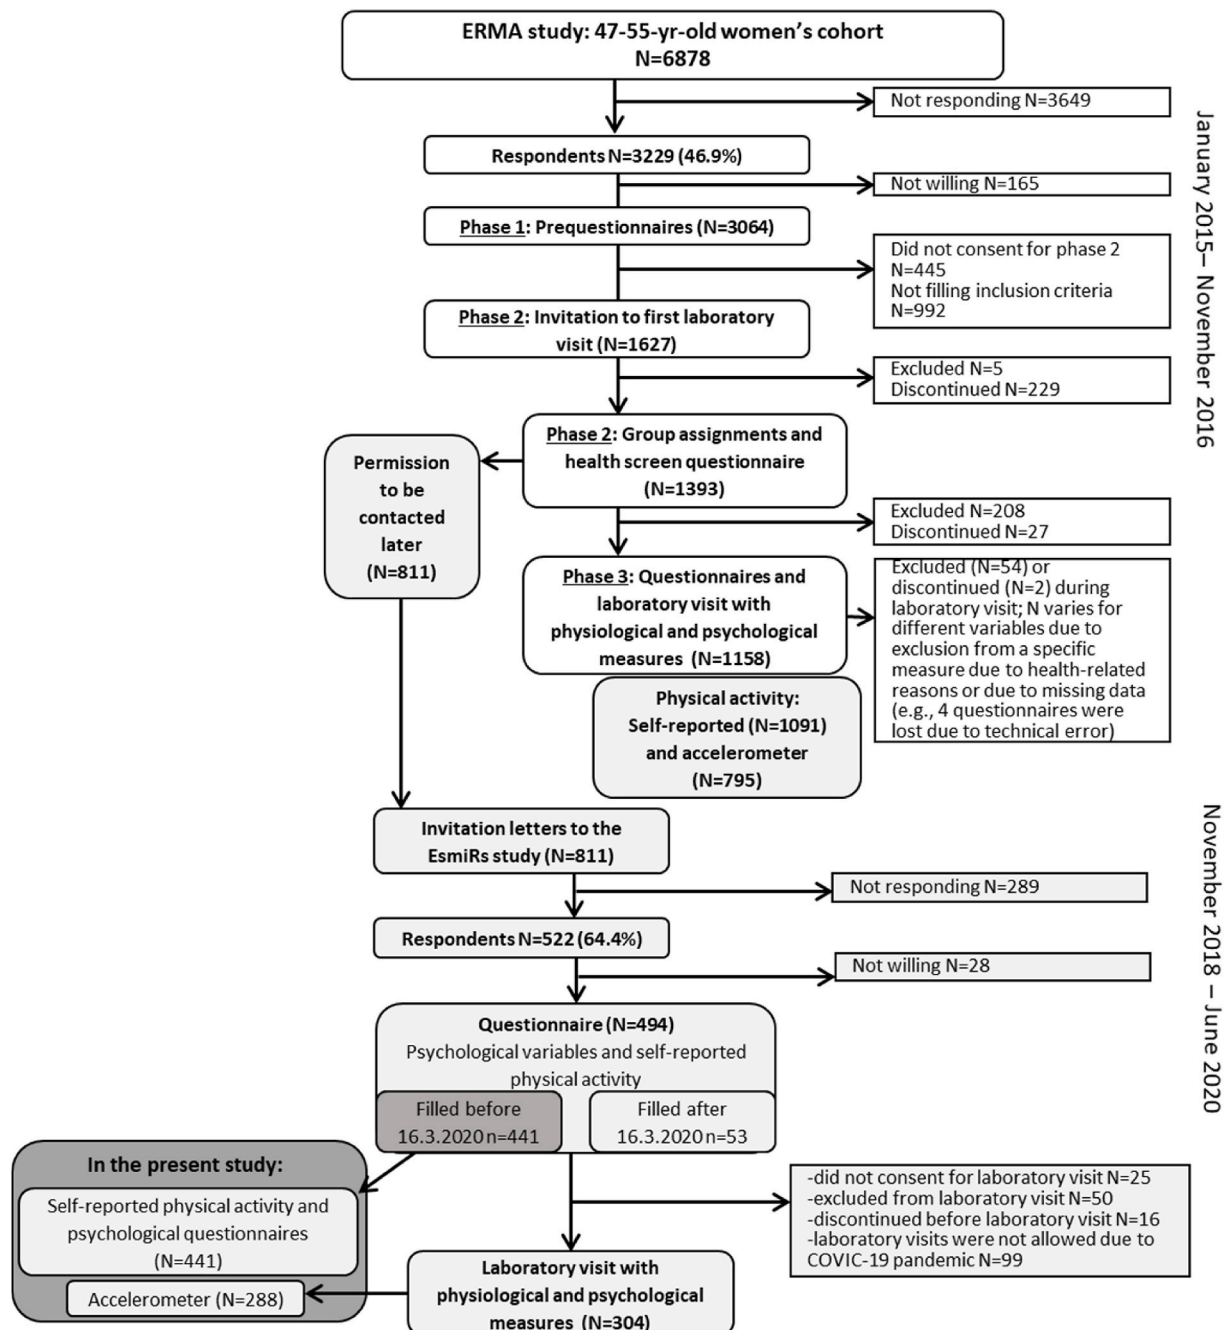 ERMA study: 47-55-yr-old women's cohort
N=6878
Not responding N=3649
Respondents N=3229 (46.9%)
Not willing N=165
Phase 1: Prequestionnaires (N=3064)
Did not consent for phase 2
N=445
Not filling inclusion criteria
N=992
Phase 2: Invitation to first laboratory
visit (N=1627)
Excluded N=5
Discontinued N=229
January 2015– November 2016
Phase 2: Group assignments and
health screen questionnaire
(N=1393)
Permission
to be
contacted
later
(N=811)
Excluded N=208
Discontinued N=27
Phase 3: Questionnaires and
laboratory visit with
physiological and psychological
measures (N=1158)
Excluded (N=54) or
discontinued (N=2) during
laboratory visit; N varies for
different variables due to
exclusion from a specific
measure due to health-related
reasons or due to missing data
(e.g., 4 questionnaires were
lost due to technical error)
Physical activity:
Self-reported (N=1091)
and accelerometer
(N=795)
Invitation letters to the
EsmiRs study (N=811)
Not responding N=289
Respondents N=522 (64.4%)
Not willing N=28
November 2018 – June 2020
Questionnaire (N=494)
Psychological variables and self-reported
physical activity
Filled before
16.3.2020 n=441
Filled after
16.3.2020 n=53
In the present study:
Self-reported physical activity and
psychological questionnaires
(N=441)
Accelerometer (N=288)
-did not consent for laboratory visit N=25
-excluded from laboratory visit N=50
-discontinued before laboratory visit N=16
-laboratory visits were not allowed due to
COVIC-19 pandemic N=99
Laboratory visit with
physiological and psychological
measures (N=304)